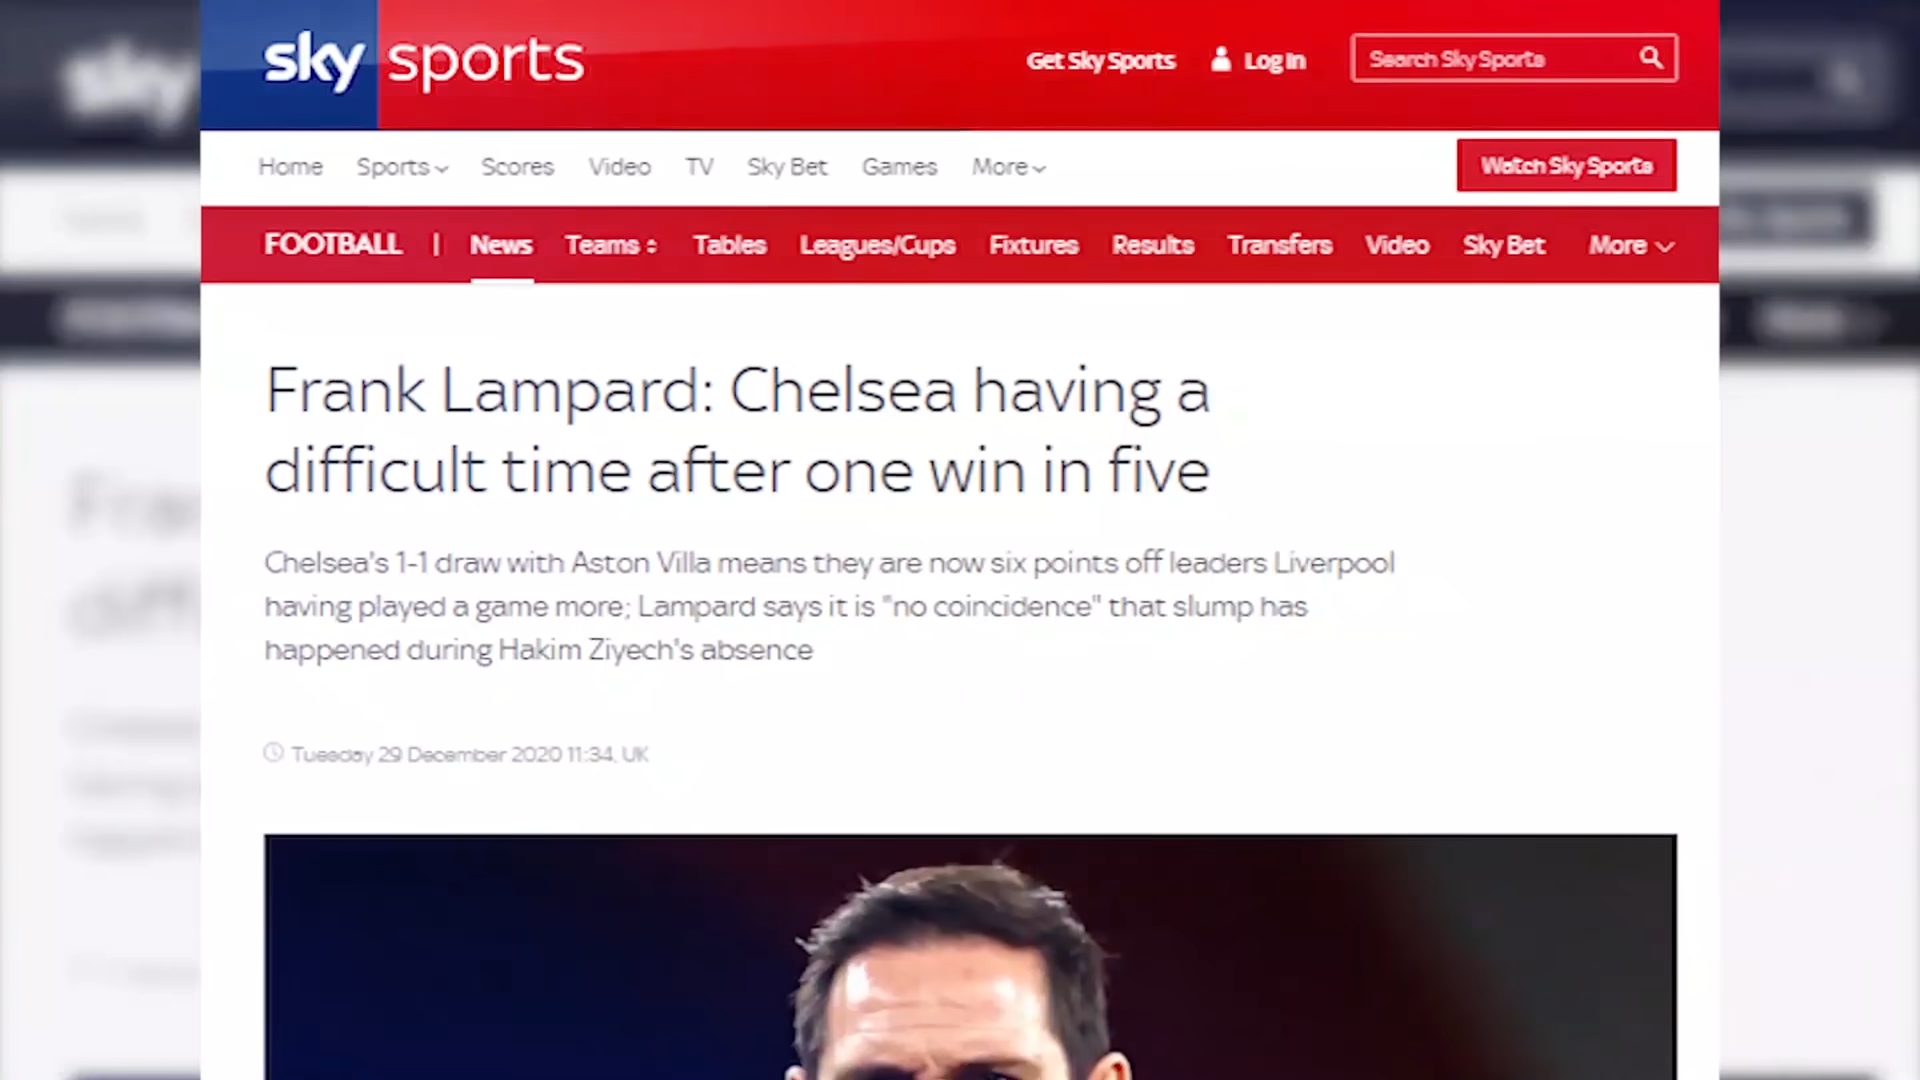 sky sports
Get Sky Sports Log In Search Sky Sports
Home Sports Scores Video TV Sky Bet Games More
Watch Sky Sports
FOOTBALL | News Teams Tables Leagues/Cups Fixtures Results Transfers Video Sky Bet More
Frank Lampard: Chelsea having a
difficult time after one win in five
Chelsea's 1-1 draw with Aston Villa means they are now six points off leaders Liverpool
having played a game more; Lampard says it is "no coincidence" that slump has
happened during Hakim Ziyech's absence
Tuesday 29 December 2020 11:34, UK